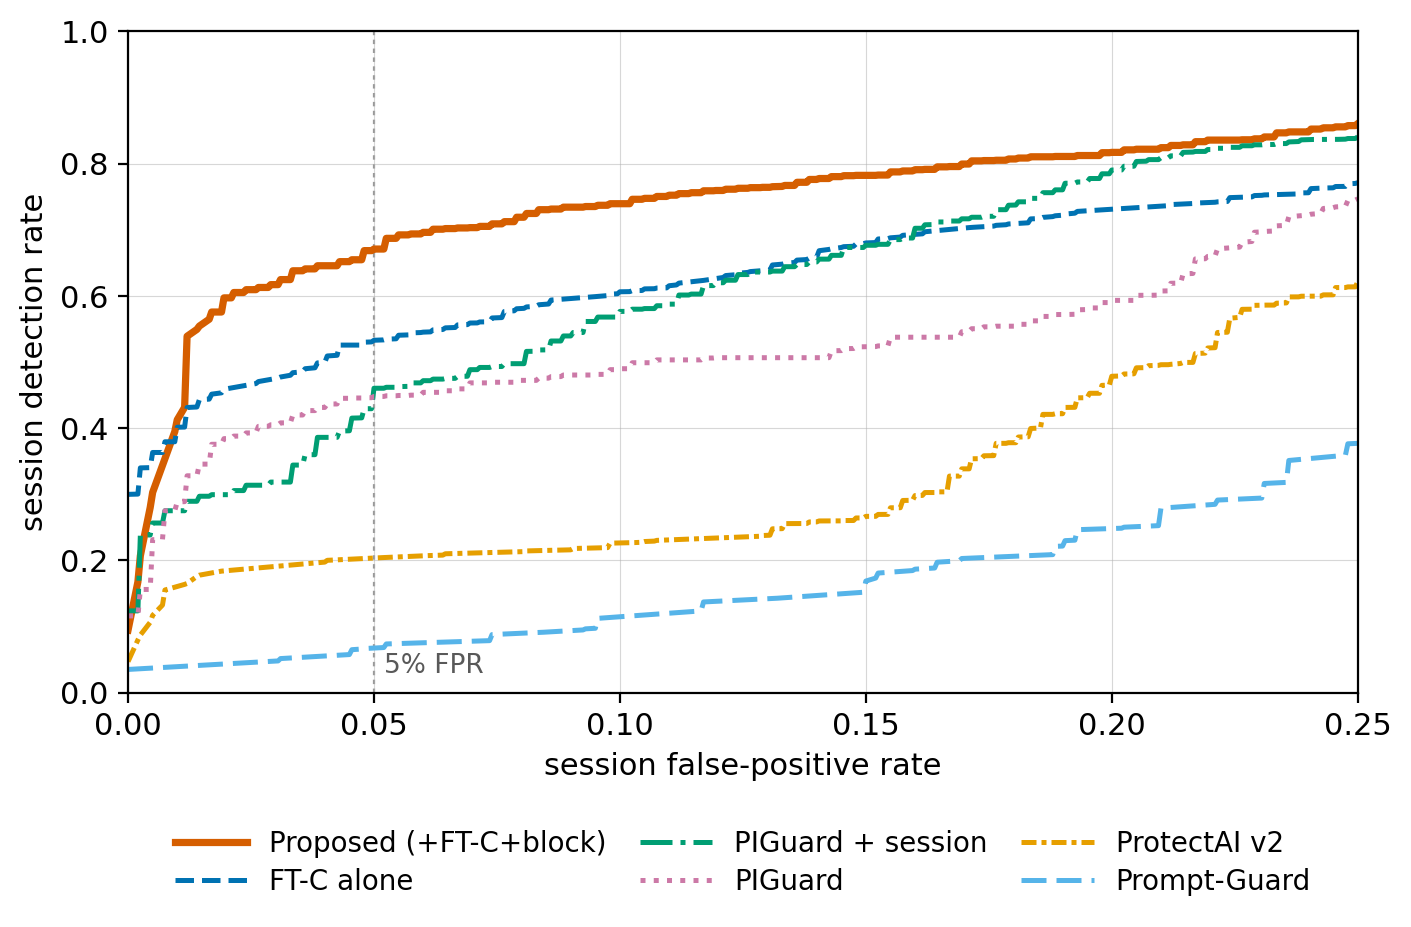 1.0
0.8
0.6
0.4
0.2
0.0
session detection rate
5% FPR
0.00 0.05 0.10 0.15 0.20 0.25
session false-positive rate
Proposed (+FT-C+block) PIGuard + session ProtectAI v2
FT-C alone PIGuard Prompt-Guard